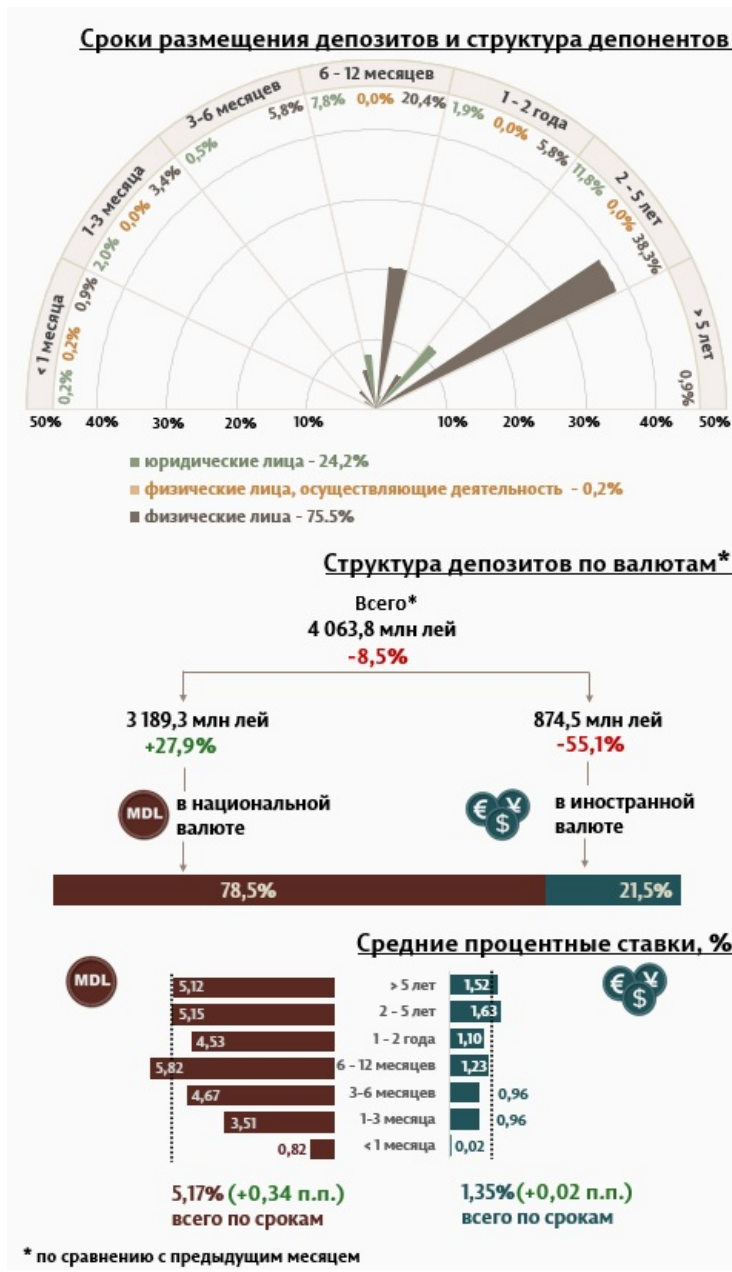 Сроки размещения депозитов и структура депонентов
< 1 месяца
0,2%
0,2%
0,9%
1-3 месяца
2,0%
0,0%
3,4%
3-6 месяцев
0,5%
5,8%
6 - 12 месяцев
7,8%
0,0%
20,4%
1 - 2 года
1,9%
0,0%
5,8%
2 - 5 лет
11,8%
0,0%
38,3%
> 5 лет
0,9%
50% 40% 30% 20% 10% 10% 20% 30% 40% 50%
юридические лица - 24,2%
физические лица, осуществляющие деятельность - 0,2%
физические лица - 75.5%
Структура депозитов по валютам*
Всего*
4 063,8 млн лей
-8,5%
3 189,3 млн лей 874,5 млн лей
+27,9% -55,1%
MDL в национальной валюте
€ ¥ $ в иностранной валюте
78,5% 21,5%
Средние процентные ставки, %
MDL € ¥ $
5,12 > 5 лет 1,52
5,15 2 - 5 лет 1,63
4,53 1 - 2 года 1,10
5,82 6 - 12 месяцев 1,23
4,67 3-6 месяцев 0,96
3,51 1-3 месяца 0,96
0,82 < 1 месяца 0,02
5,17% (+0,34 п.п.) 1,35% (+0,02 п.п.)
всего по срокам всего по срокам
* по сравнению с предыдущим месяцем